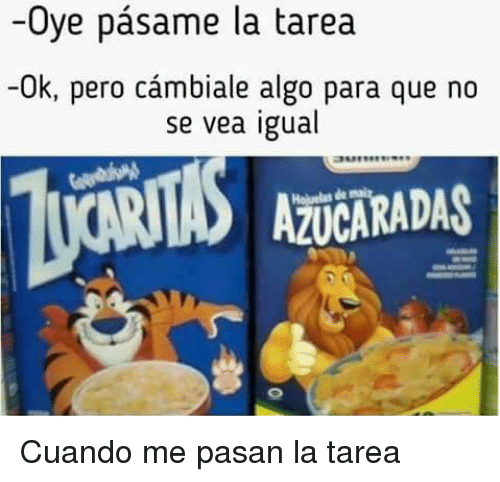 -Oye pásame la tarea
-Ok, pero cámbiale algo para que no
se vea igual
ZUCARITAS
Hojuelas de maiz
AZUCARADAS
Cuando me pasan la tarea